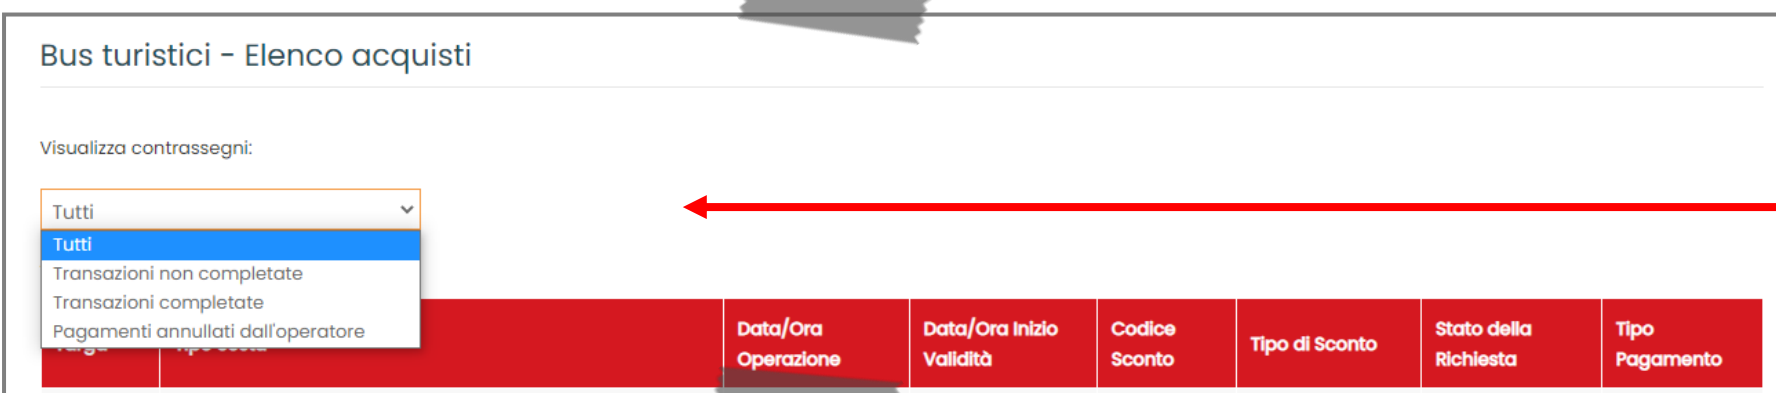 Bus turistici - Elenco acquisti
Visualizza contrassegni:
Tutti
Tutti
Transazioni non completate
Transazioni completate
Pagamenti annullati dall'operatore
Data/Ora Operazione
Data/Ora Inizio Validità
Codice Sconto
Tipo di Sconto
Stato della Richiesta
Tipo Pagamento